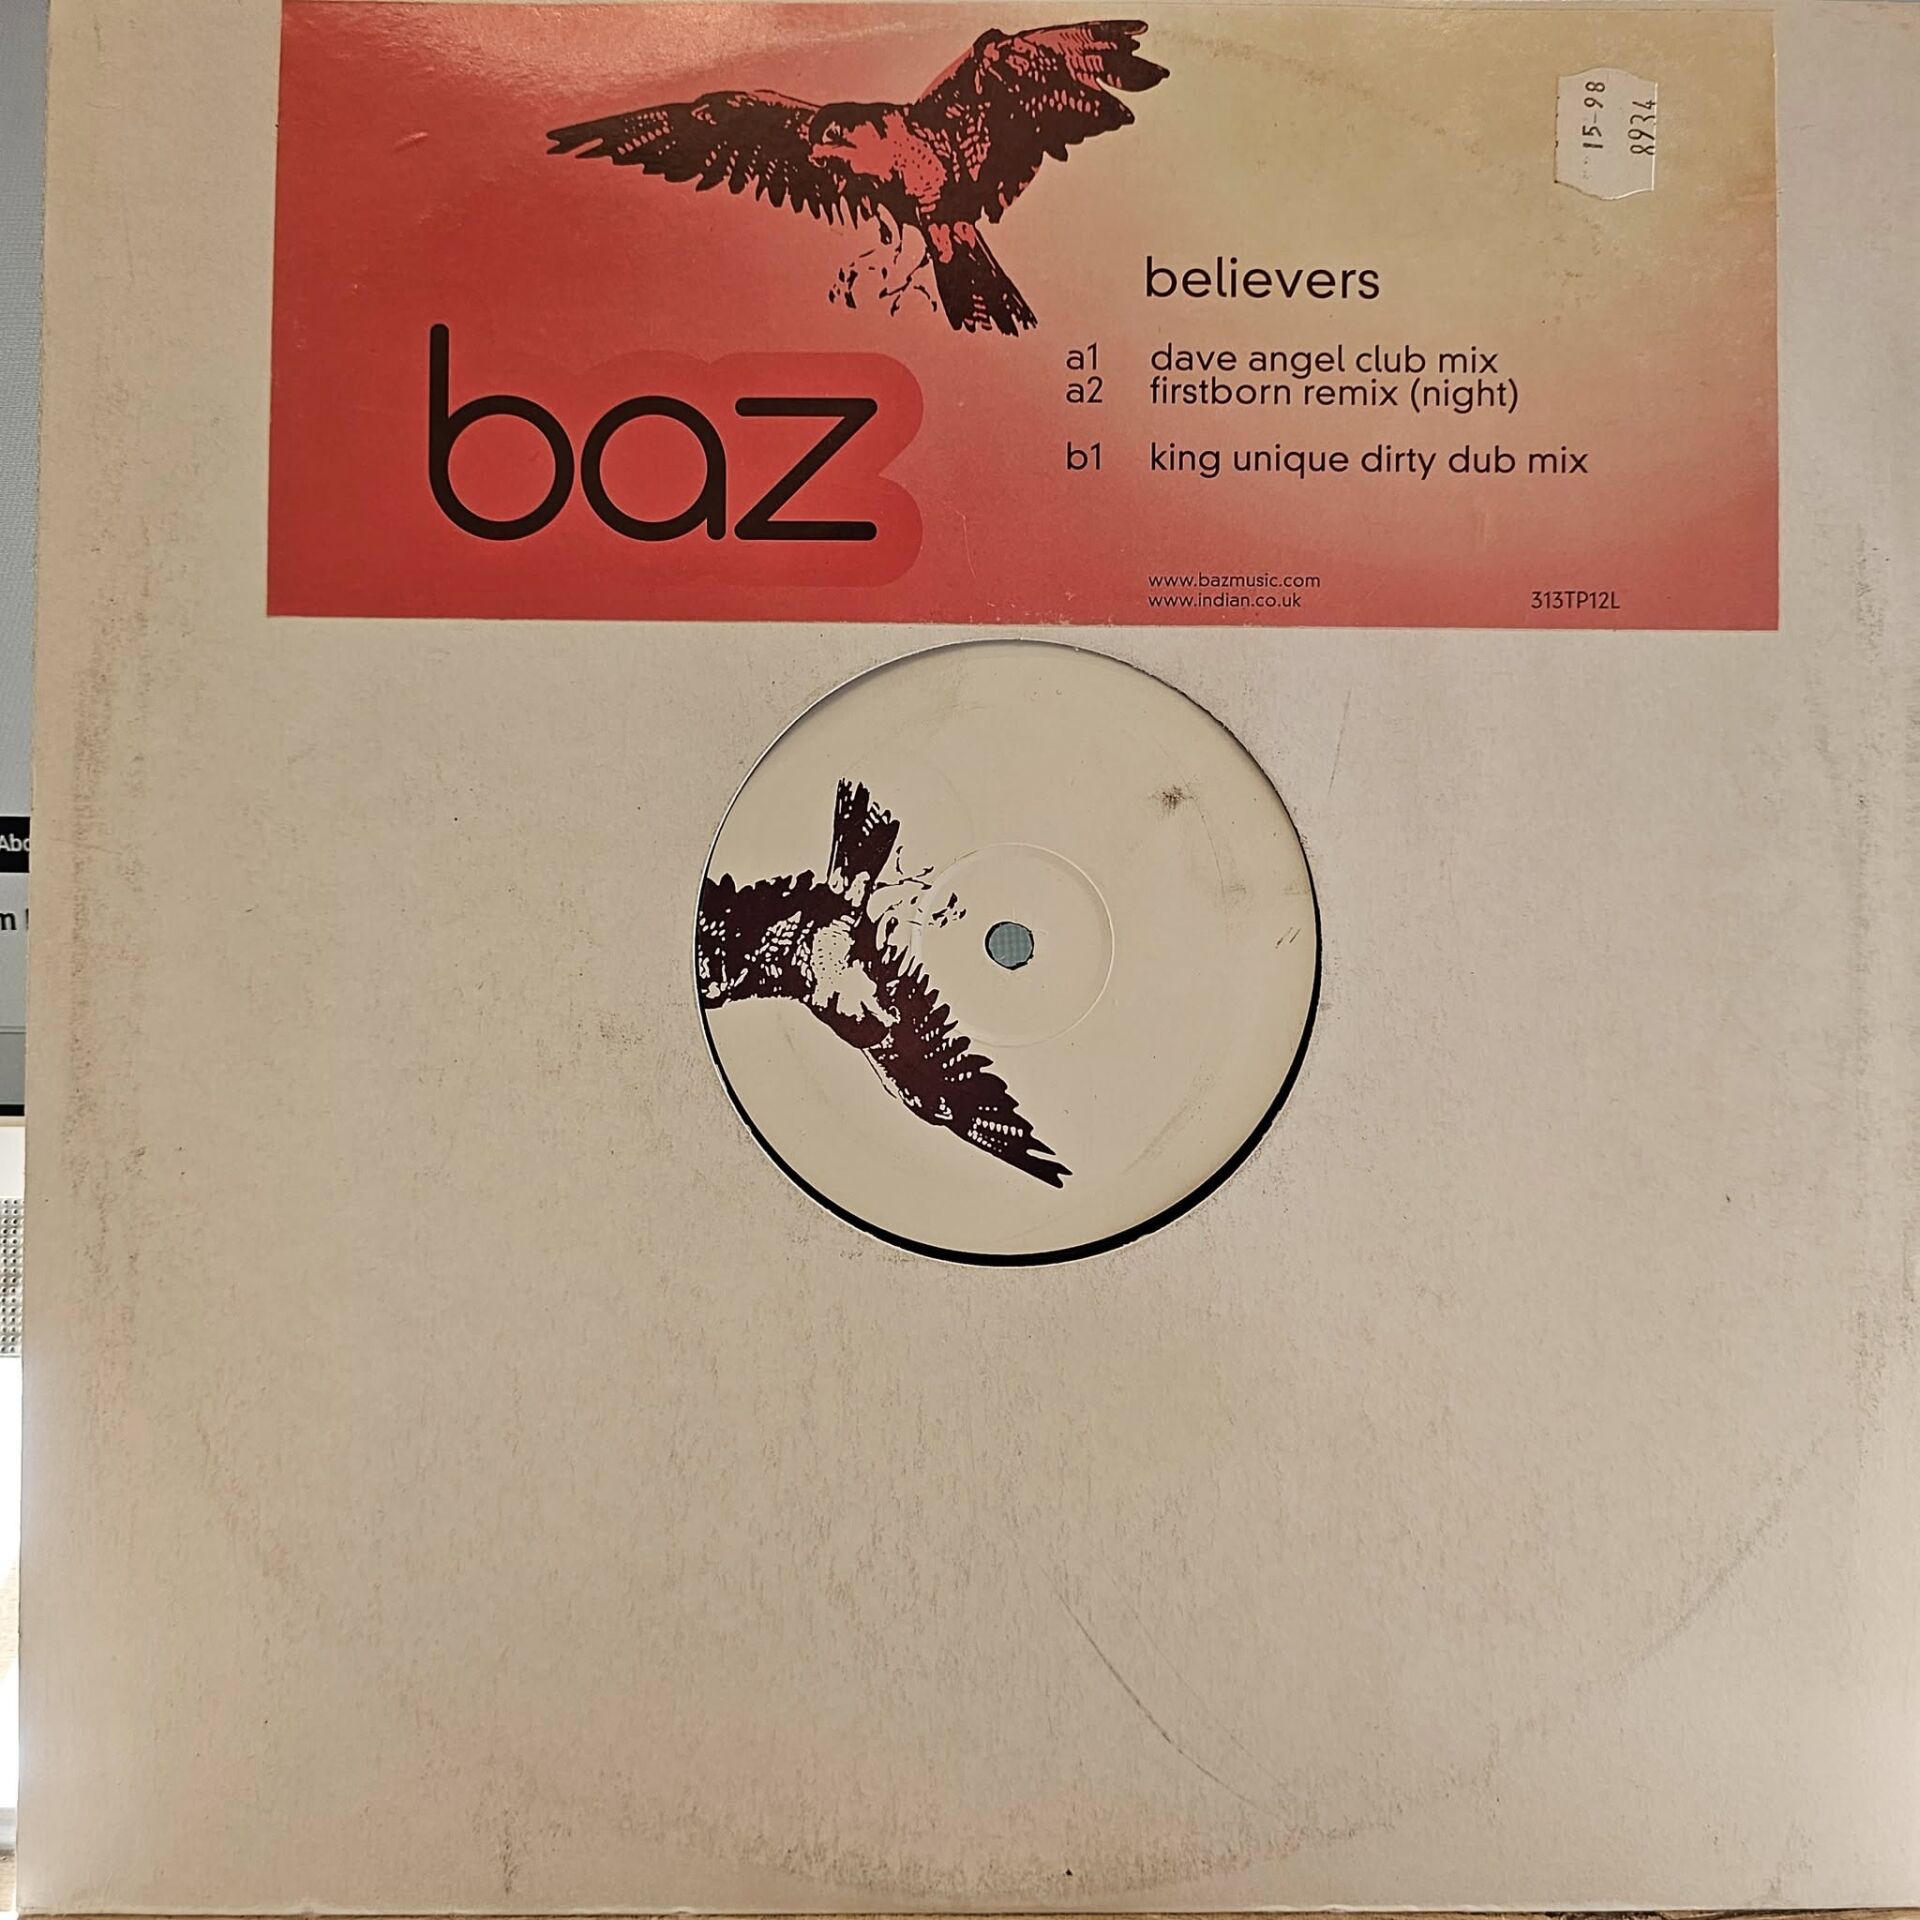 15-98
8934
believers
a1 dave angel club mix
a2 firstborn remix (night)
b1 king unique dirty dub mix
baz
www.bazmusic.com
www.indian.co.uk
313TP12L